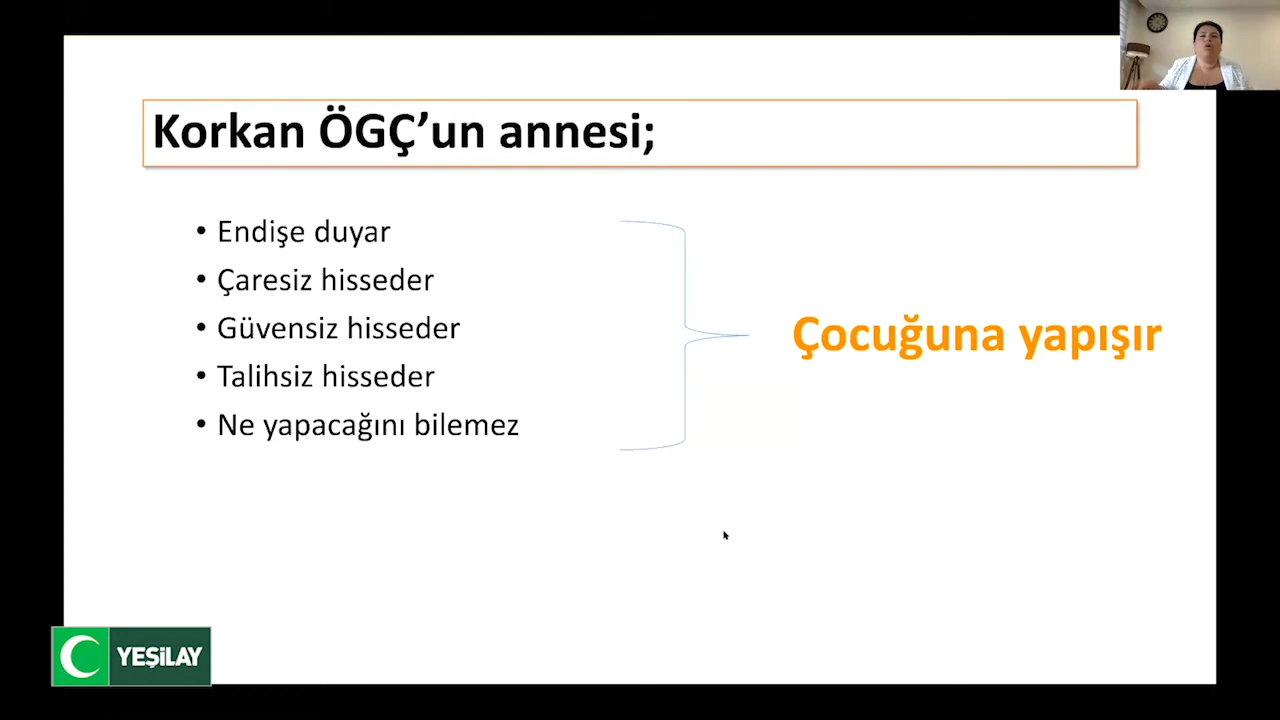 Korkan ÖGÇ’un annesi;
• Endişe duyar
• Çaresiz hisseder
• Güvensiz hisseder
• Talihsiz hisseder
• Ne yapacağını bilemez
Çocuğuna yapışır
YEŞİLAY